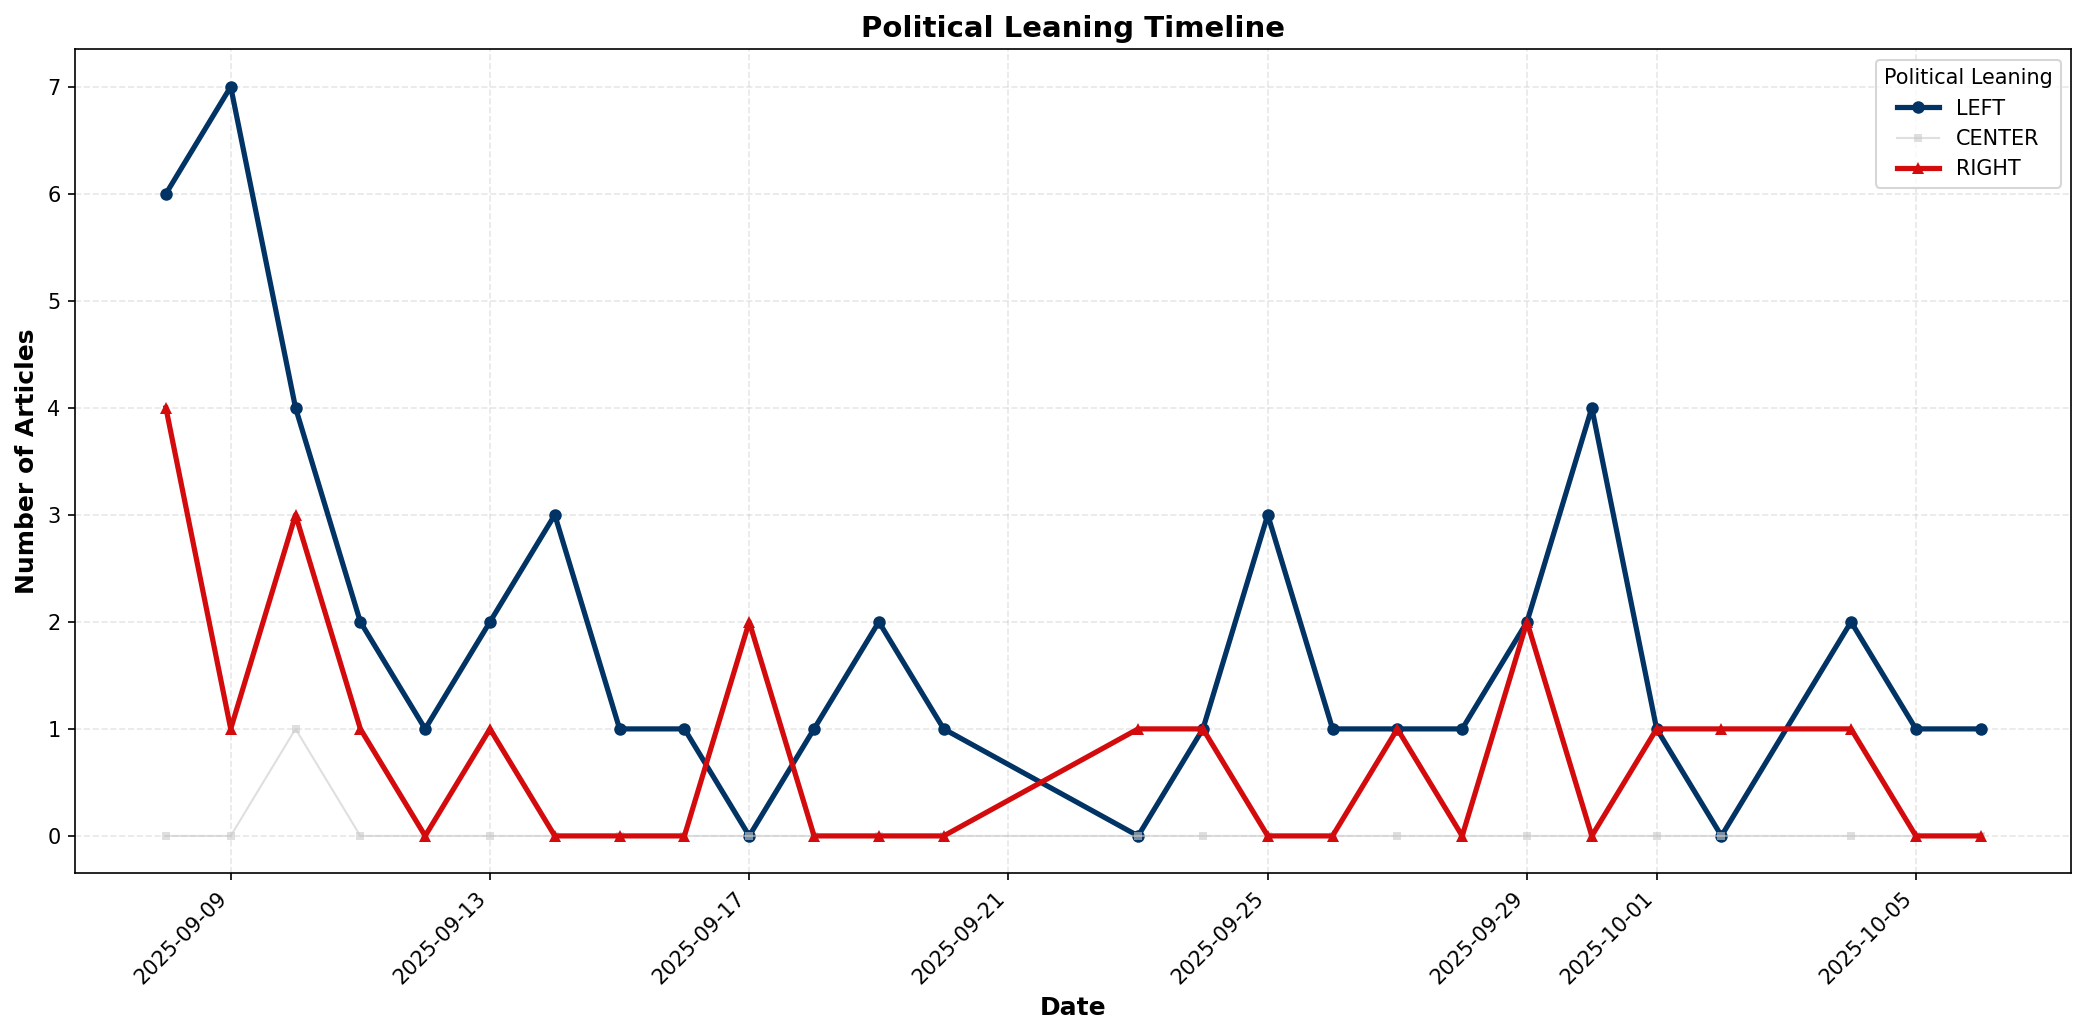 Political Leaning Timeline
Political Leaning
LEFT
CENTER
RIGHT
Number of Articles
7
6
5
4
3
2
1
0
2025-09-09
2025-09-13
2025-09-17
2025-09-21
2025-09-25
2025-09-29
2025-10-01
2025-10-05
Date